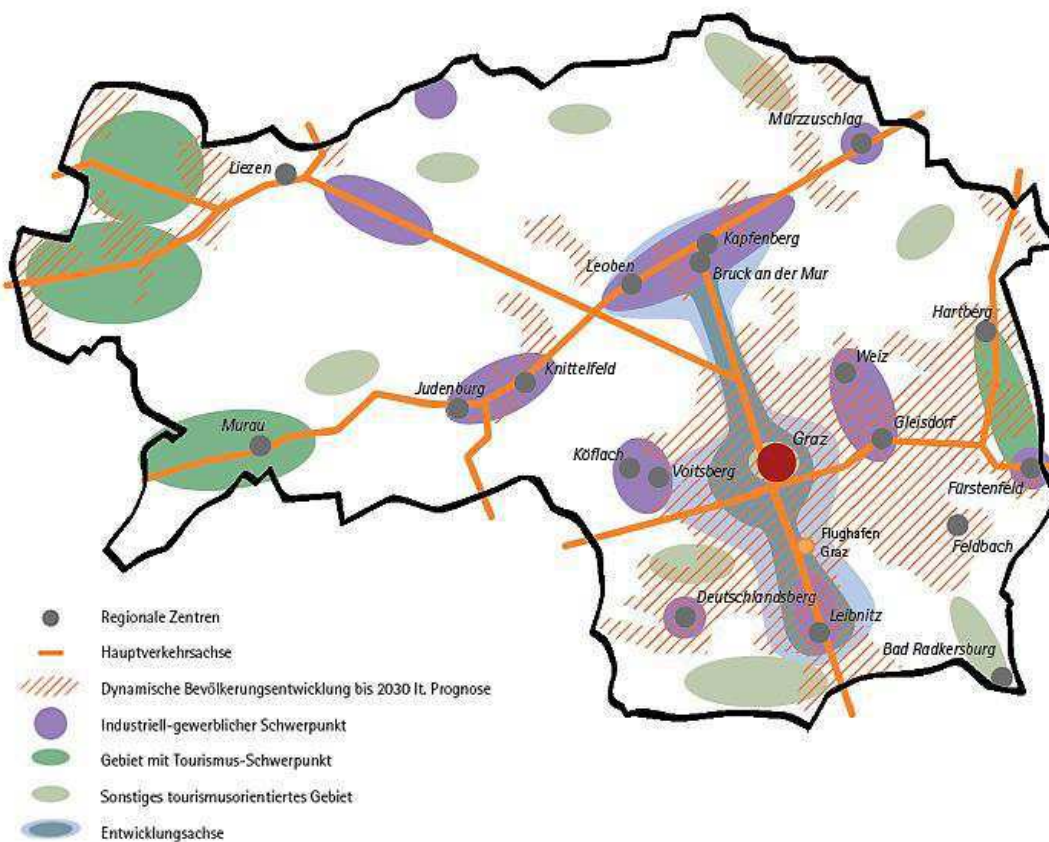 Mürzzuschlag
Liezen
Kapfenberg
Leoben
Bruck an der Mur
Hartberg
Weiz
Knittelfeld
Judenburg
Murau
Gleisdorf
Graz
Köflach
Voitsberg
Fürstenfeld
Flughafen
Graz
Feldbach
Deutschlandsberg
Leibnitz
Bad Radkersburg
Regionale Zentren
Hauptverkehrsachse
Dynamische Bevölkerungsentwicklung bis 2030 lt. Prognose
Industriell-gewerblicher Schwerpunkt
Gebiet mit Tourismus-Schwerpunkt
Sonstiges tourismusorientiertes Gebiet
Entwicklungsachse